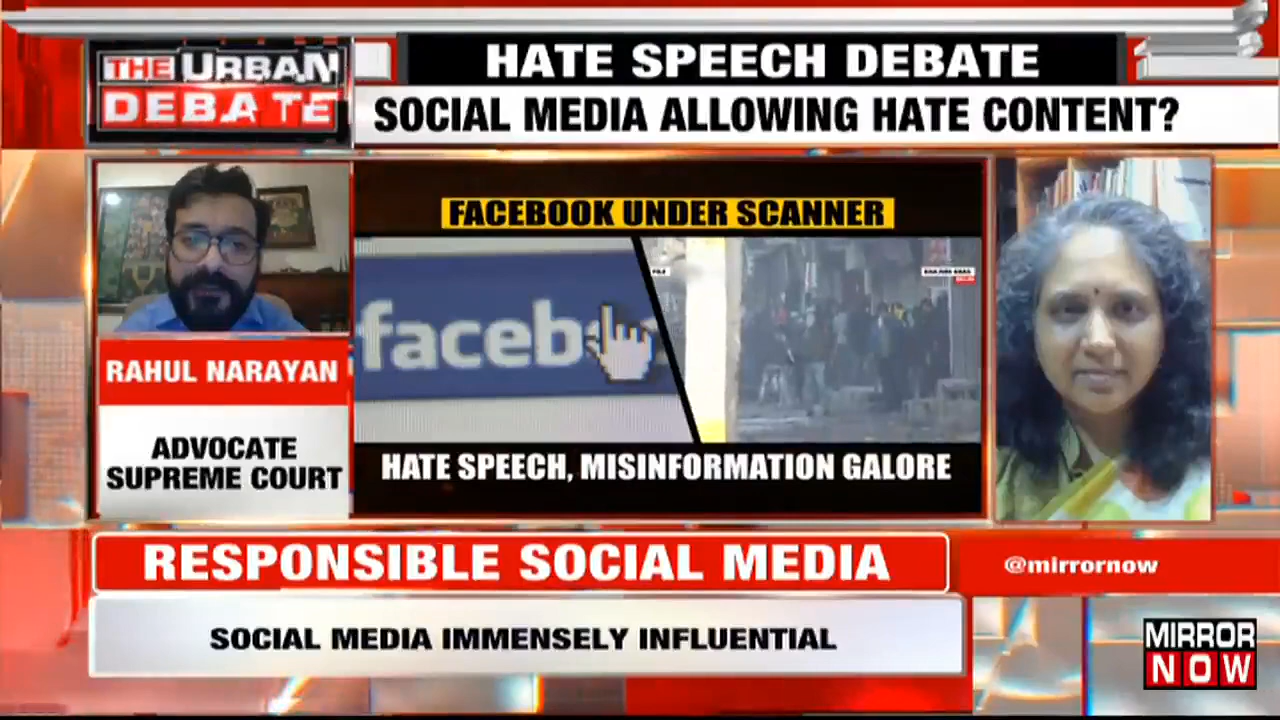 THE URBAN
DEBATE
HATE SPEECH DEBATE
SOCIAL MEDIA ALLOWING HATE CONTENT?
FACEBOOK UNDER SCANNER
faceb
RAHUL NARAYAN
ADVOCATE
SUPREME COURT
HATE SPEECH, MISINFORMATION GALORE
RESPONSIBLE SOCIAL MEDIA
@mirrornow
SOCIAL MEDIA IMMENSELY INFLUENTIAL
MIRROR
NOW